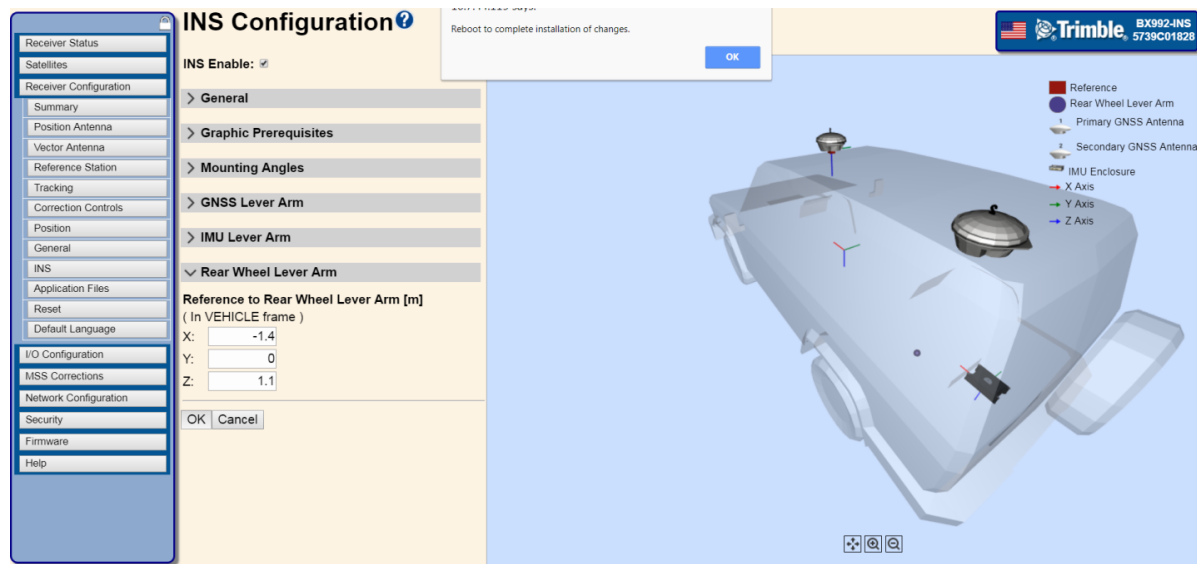 Receiver Status
Satellites
Receiver Configuration
Summary
Position Antenna
Vector Antenna
Reference Station
Tracking
Correction Controls
Position
General
INS
Application Files
Reset
Default Language
I/O Configuration
MSS Corrections
Network Configuration
Security
Firmware
Help
INS Configuration?
INS Enable:
General
Graphic Prerequisites
Mounting Angles
GNSS Lever Arm
IMU Lever Arm
Rear Wheel Lever Arm
Reference to Rear Wheel Lever Arm [m]
( In VEHICLE frame )
X: -1.4
Y: 0
Z: 1.1
OK Cancel
Reboot to complete installation of changes.
OK
Trimble. BX992-INS
5739C01828
Reference
Rear Wheel Lever Arm
1 Primary GNSS Antenna
2 Secondary GNSS Antenna
IMU Enclosure
X Axis
Y Axis
Z Axis